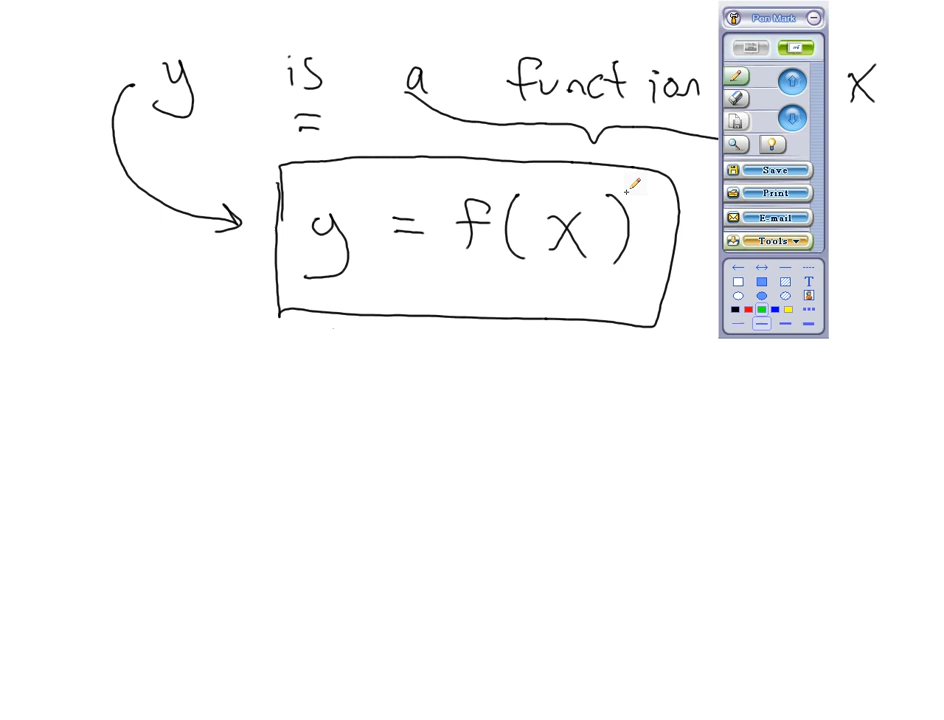 y is a function x
=
y = f(x)
Pen Mark
Save
Print
E-mail
Tools
T